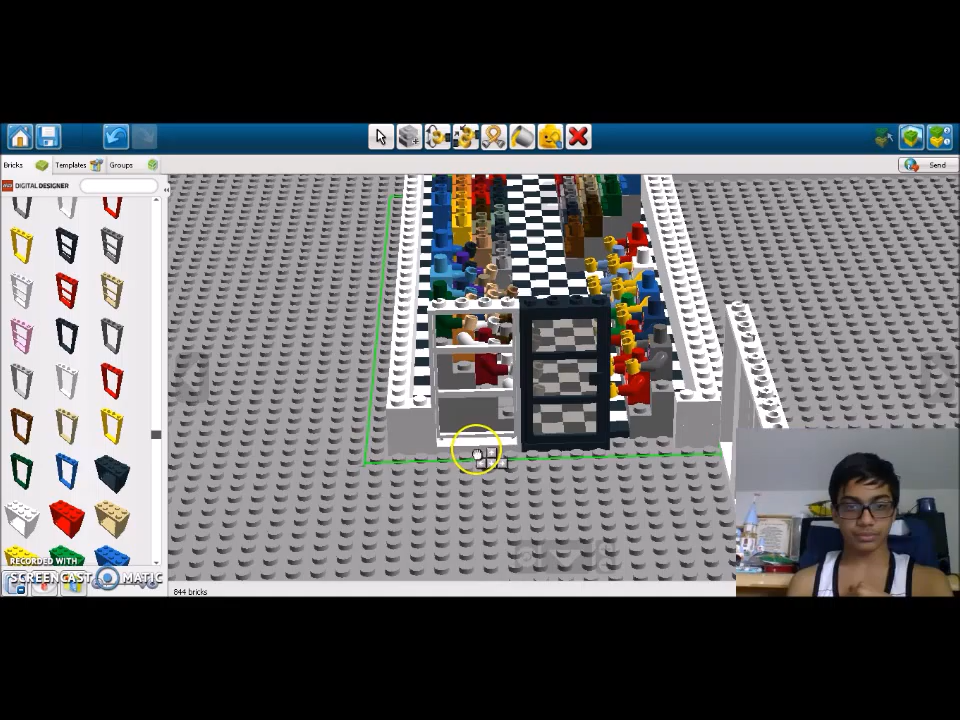 Bricks Templates Groups
Send
DIGITAL DESIGNER
RECORDED WITH
SCREENCAST MATIC
844 bricks